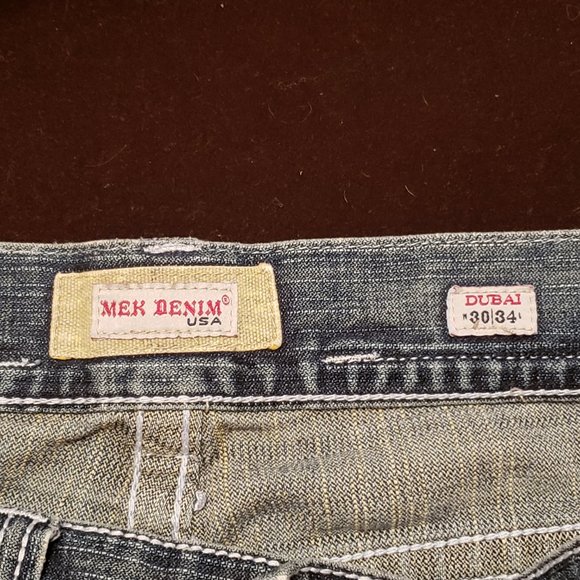 MEK DENIM®
USA
DUBAI
"30|34'